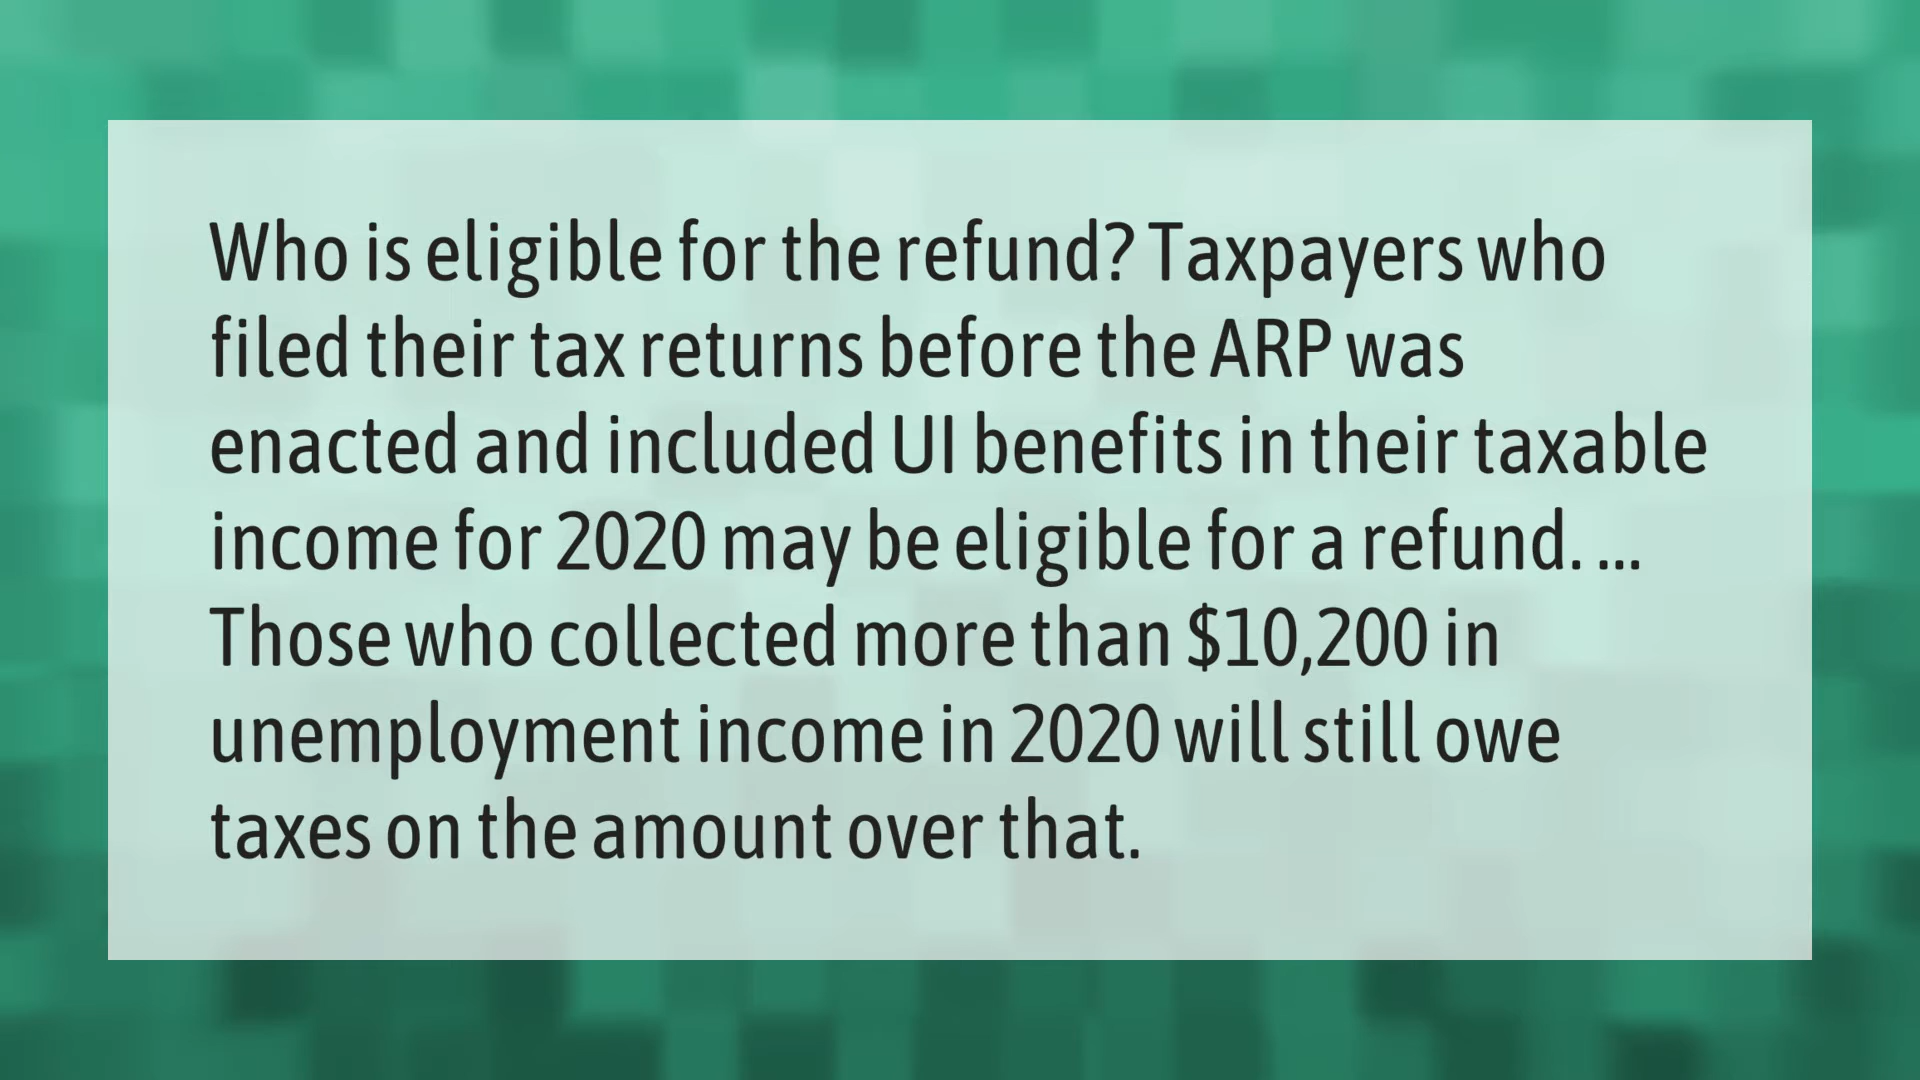 Who is eligible for the refund? Taxpayers who
filed their tax returns before the ARP was
enacted and included UI benefits in their taxable
income for 2020 may be eligible for a refund. ...
Those who collected more than $10,200 in
unemployment income in 2020 will still owe
taxes on the amount over that.